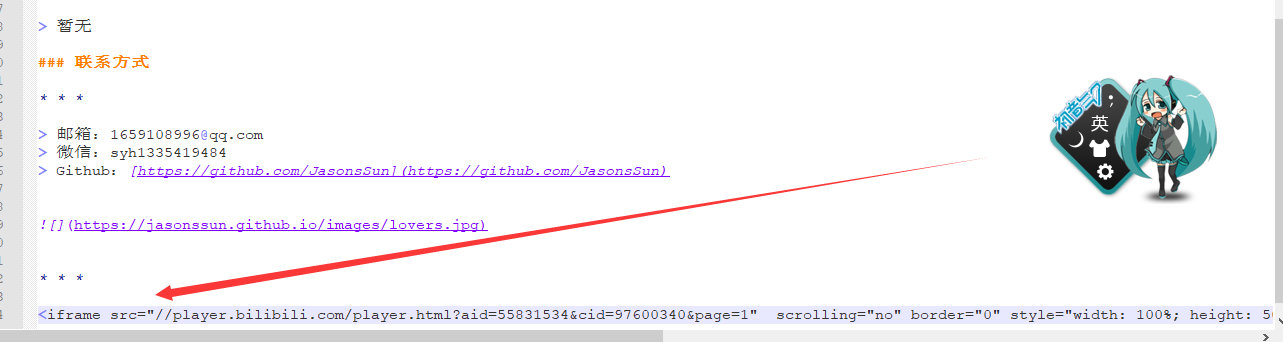 > 暂无
### 联系方式
* * *
> 邮箱：1659108996@qq.com
> 微信：syh1335419484
> Github：[https://github.com/JasonsSun](https://github.com/JasonsSun)
![](https://jasonssun.github.io/images/lovers.jpg)
* * *
<iframe src="//player.bilibili.com/player.html?aid=55831534&cid=97600340&page=1"  scrolling="no" border="0" style="width: 100%; height: 5
初音ミク
;
英